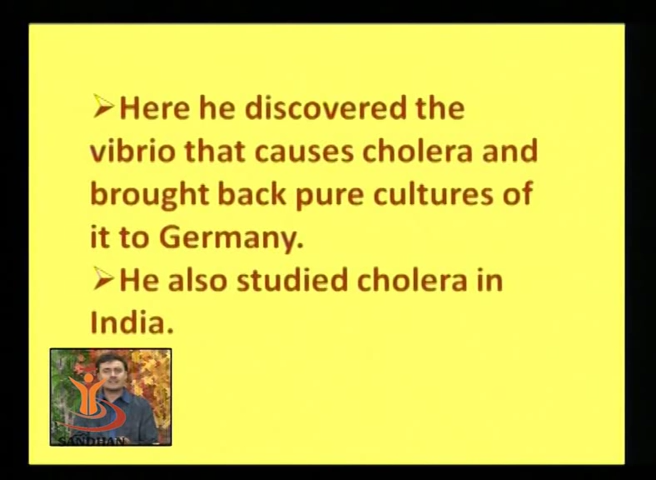 ➢Here he discovered the
vibrio that causes cholera and
brought back pure cultures of
it to Germany.
➢He also studied cholera in
India.
SANDHAN